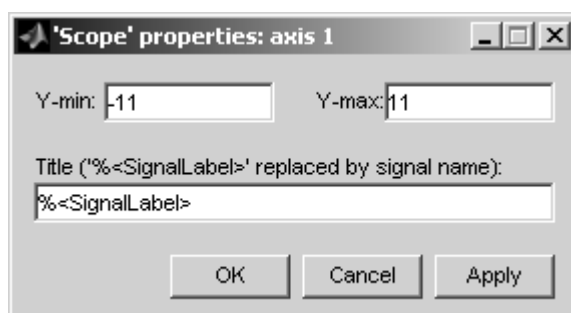 'Scope' properties: axis 1
Y-min: -11 Y-max: 11
Title ('%<SignalLabel>' replaced by signal name):
%<SignalLabel>
OK Cancel Apply